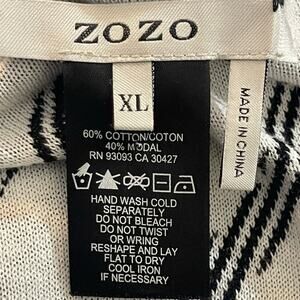 ZOZO
XL
MADE IN CHINA
60% COTTON/COTON
40% MODAL
RN 93093 CA 30427
HAND WASH COLD
SEPARATELY
DO NOT BLEACH
DO NOT TWIST
OR WRING
RESHAPE AND LAY
FLAT TO DRY
COOL IRON
IF NECESSARY